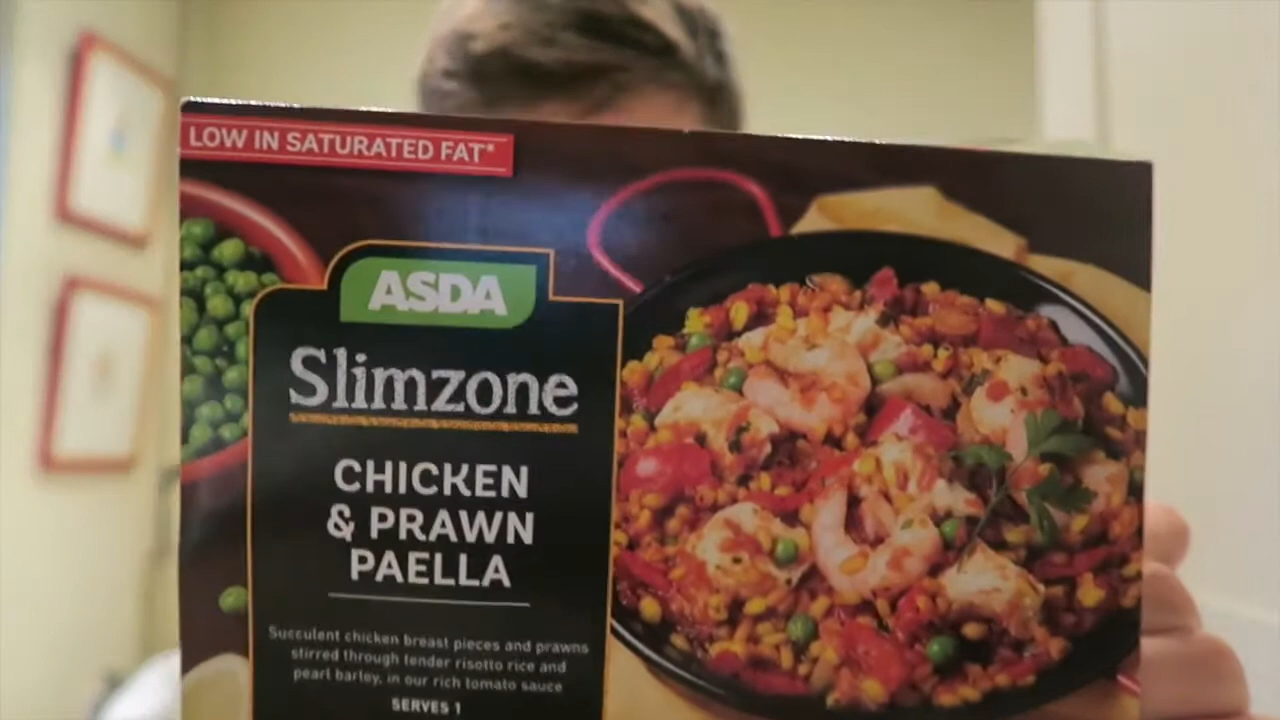 LOW IN SATURATED FAT*
ASDA
Slimzone
CHICKEN
& PRAWN
PAELLA
Succulent chicken breast pieces and prawns
stirred through tender risotto rice and
pearl barley, in our rich tomato sauce
SERVES 1